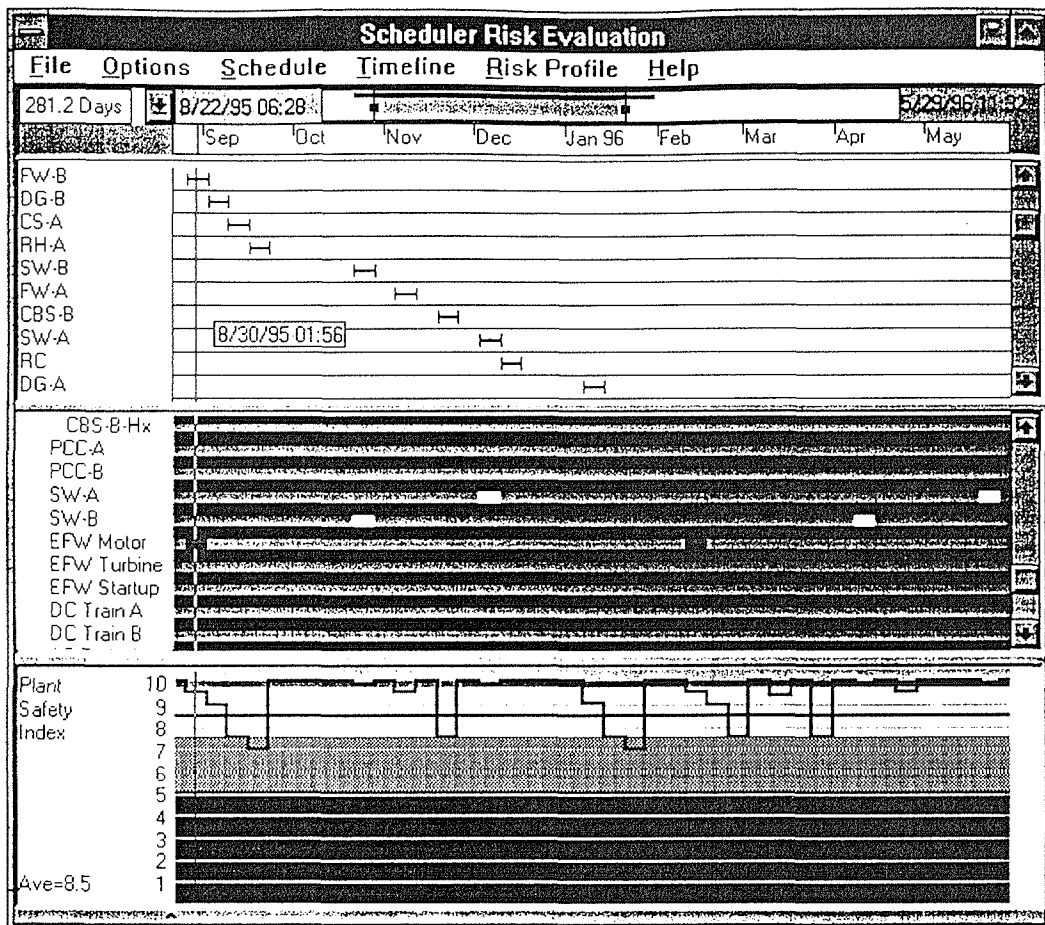 Scheduler Risk Evaluation
File Options Schedule Timeline Risk Profile Help
281.2 Days 8/22/95 06:28
Sep Oct Nov Dec Jan 96 Feb Mar Apr May
FW-B
DG-B
CS-A
RH-A
SW-B
FW-A
CBS-B
SW-A 8/30/95 01:56
RC
DG-A
CBS-B-Hx
PCC-A
PCC-B
SW-A
SW-B
EFW Motor
EFW Turbine
EFW Startup
DC Train A
DC Train B
Plant 10
Safety 9
Index 8
7
6
5
4
3
2
Ave=8.5 1